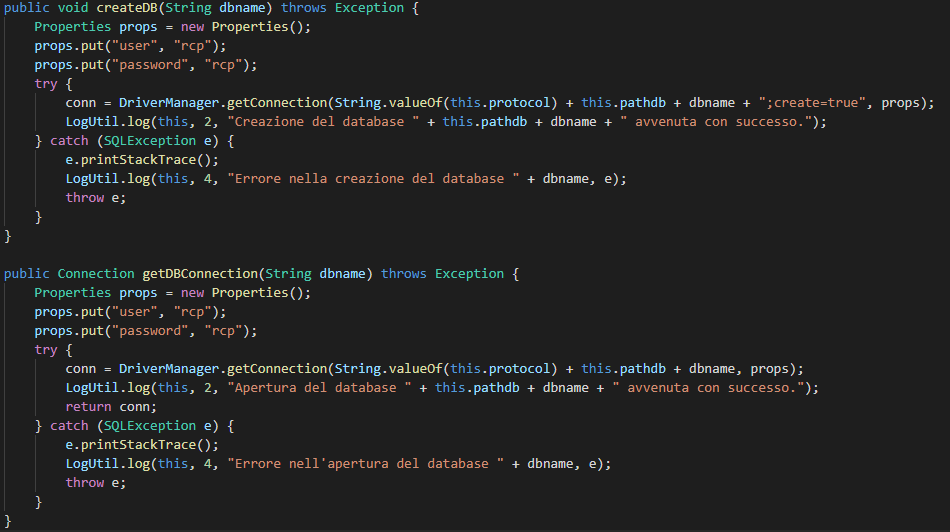 public void createDB(String dbname) throws Exception {
    Properties props = new Properties();
    props.put("user", "rcp");
    props.put("password", "rcp");
    try {
        conn = DriverManager.getConnection(String.valueOf(this.protocol) + this.pathdb + dbname + ";create=true", props);
        LogUtil.log(this, 2, "Creazione del database " + this.pathdb + dbname + " avvenuta con successo.");
    } catch (SQLException e) {
        e.printStackTrace();
        LogUtil.log(this, 4, "Errore nella creazione del database " + dbname, e);
        throw e;
    }
}

public Connection getDBConnection(String dbname) throws Exception {
    Properties props = new Properties();
    props.put("user", "rcp");
    props.put("password", "rcp");
    try {
        conn = DriverManager.getConnection(String.valueOf(this.protocol) + this.pathdb + dbname, props);
        LogUtil.log(this, 2, "Apertura del database " + this.pathdb + dbname + " avvenuta con successo.");
        return conn;
    } catch (SQLException e) {
        e.printStackTrace();
        LogUtil.log(this, 4, "Errore nell'apertura del database " + dbname, e);
        throw e;
    }
}